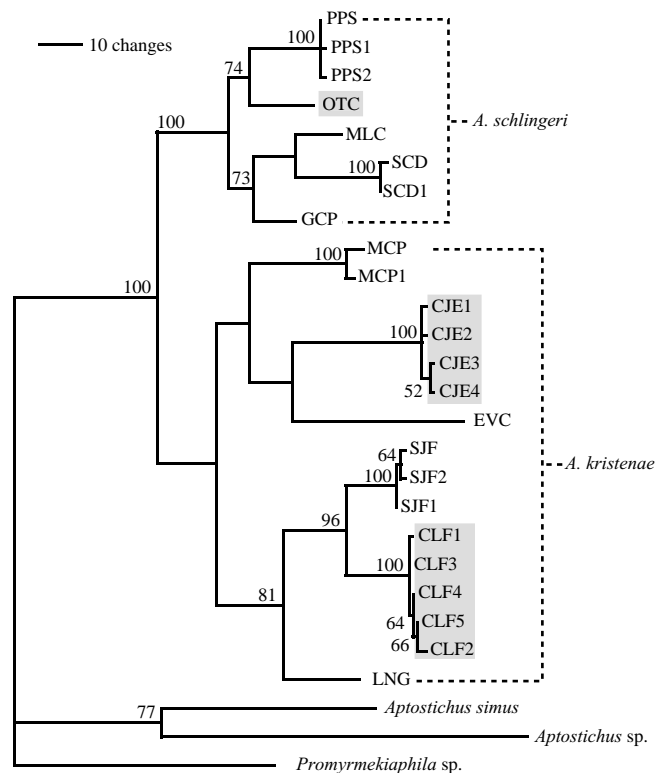 PPS
10 changes
100
PPS1
74
PPS2
OTC
100
A. schlingeri
MLC
100
SCD
73
SCD1
GCP
MCP
100
MCP1
100
CJE1
100
CJE2
CJE3
52
CJE4
EVC
SJF
64
A. kristenae
100
SJF2
SJF1
96
CLF1
100
CLF3
81
CLF4
64
CLF5
66
CLF2
LNG
77
Aptostichus simus
Aptostichus sp.
Promyrmekiaphila sp.